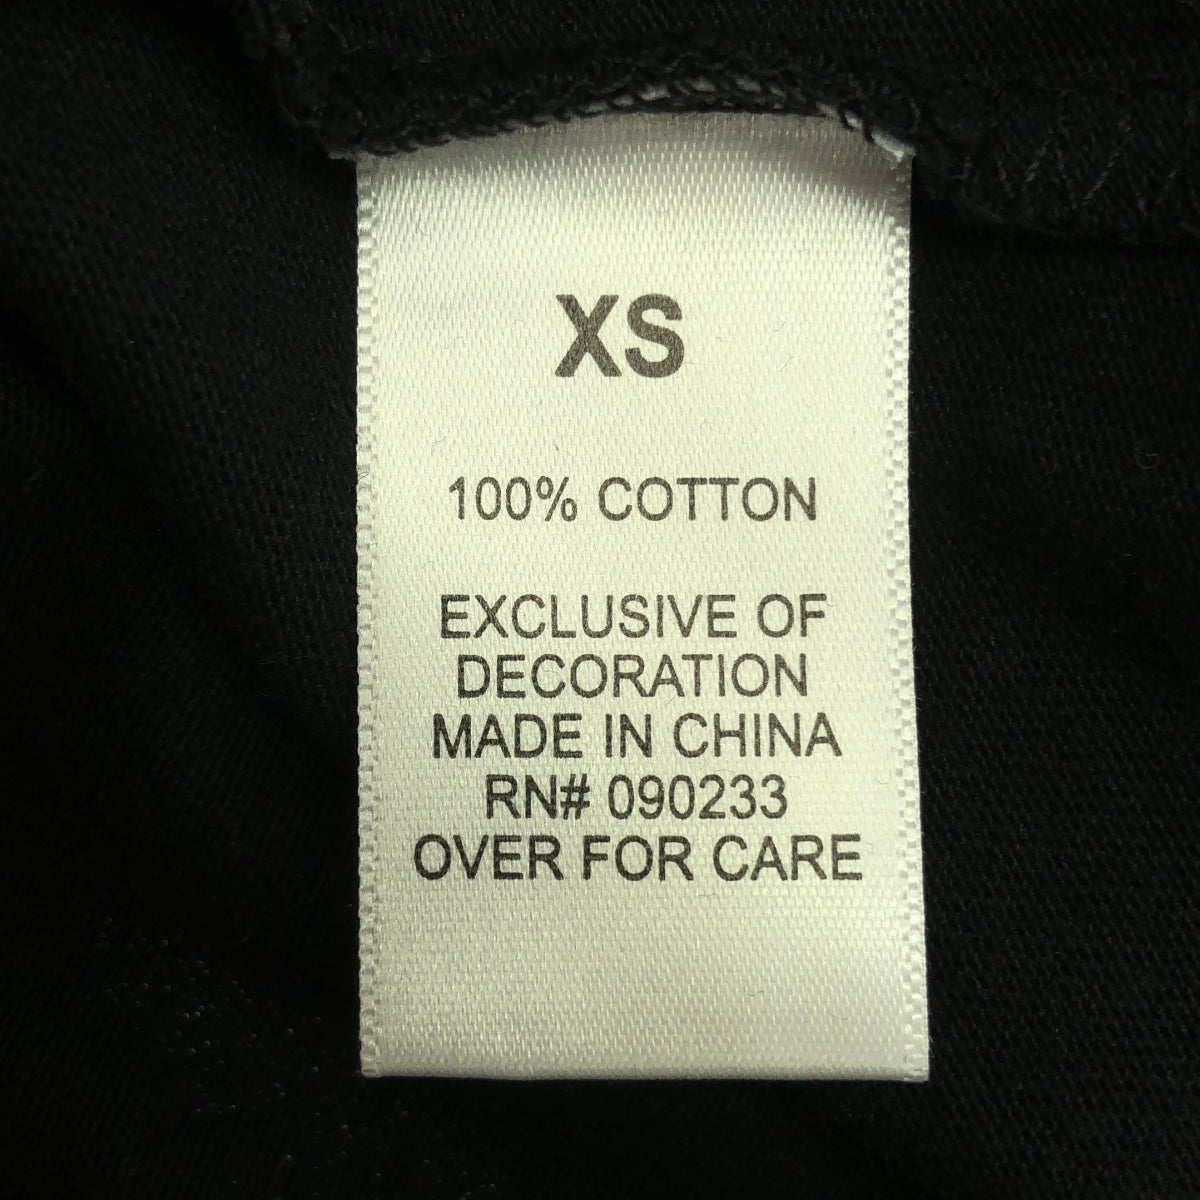 XS
100% COTTON
EXCLUSIVE OF
DECORATION
MADE IN CHINA
RN# 090233
OVER FOR CARE